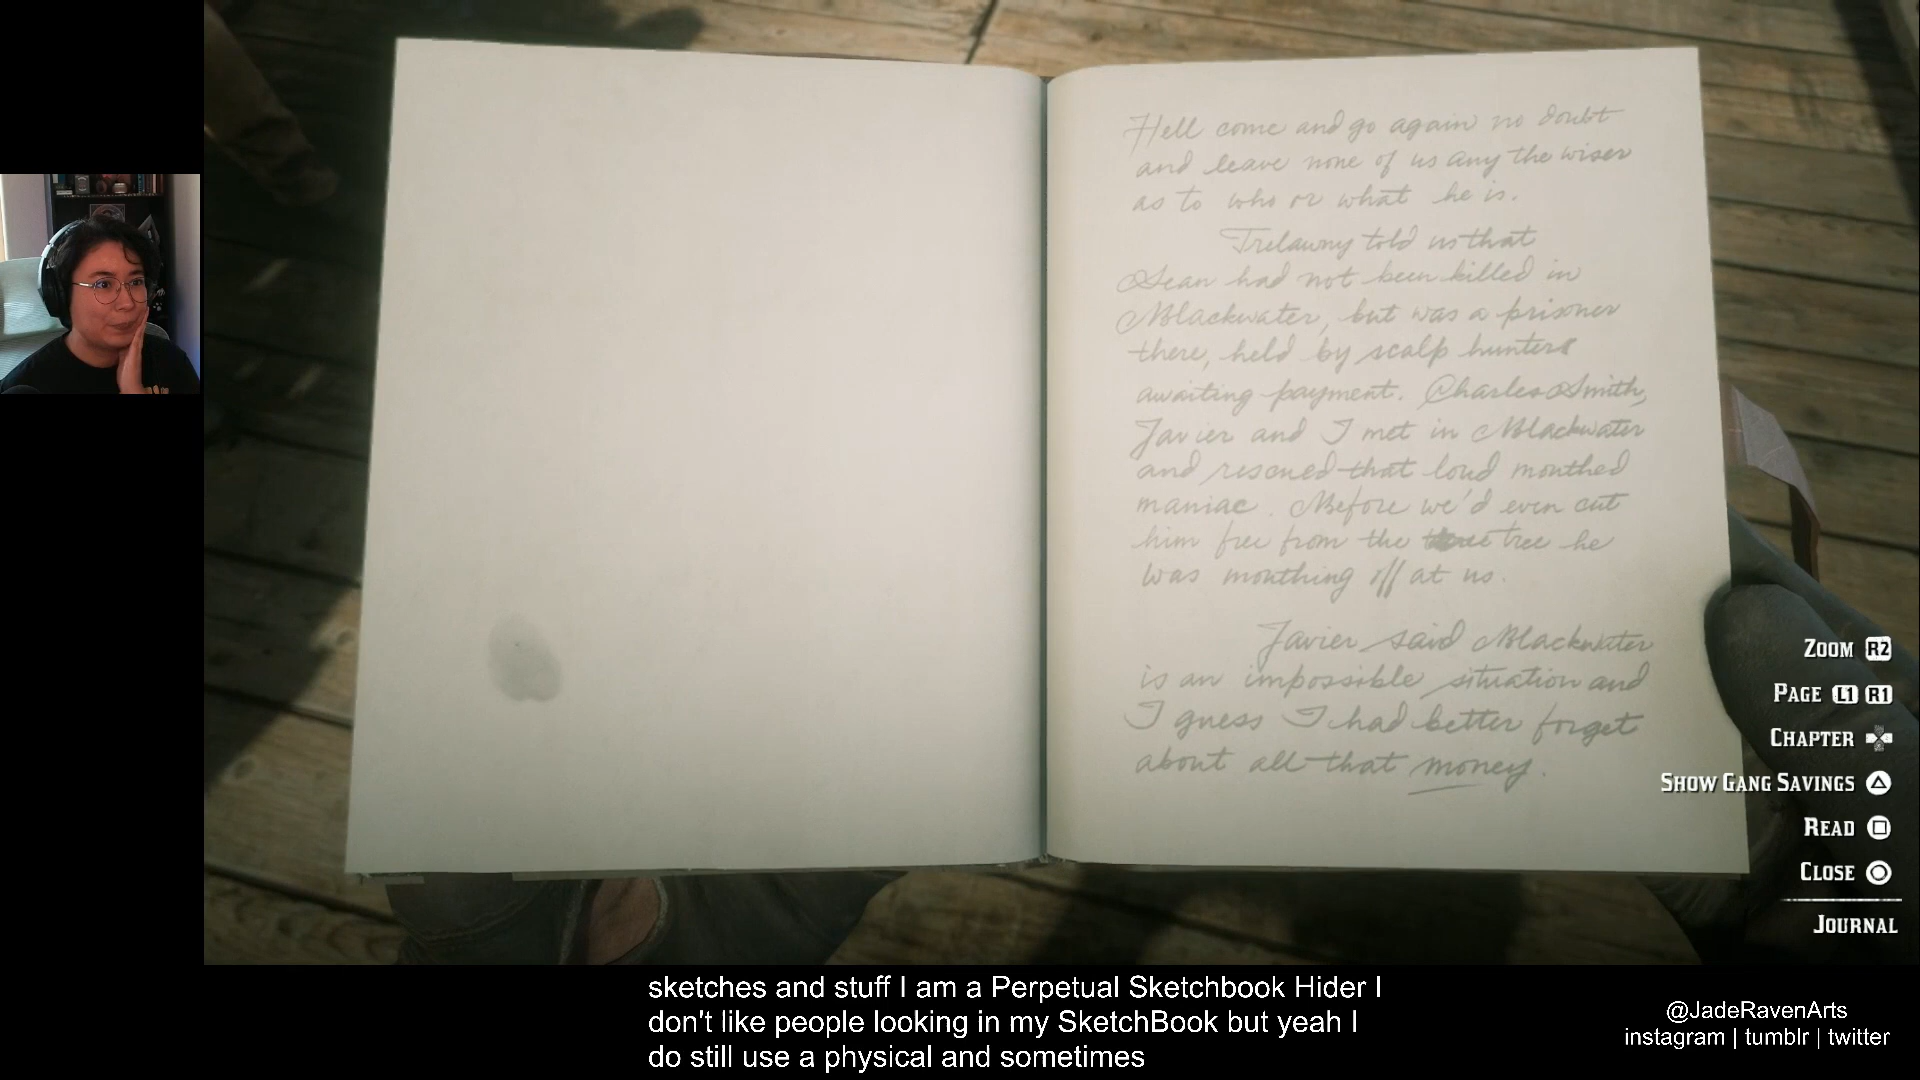 Hell come and go again no doubt
and leave none of us any the wiser
as to who or what he is.
Trelawny told us that
Sean had not been killed in
Blackwater, but was a prisoner
there, held by scalp hunters
awaiting payment. Charles Smith,
Javier and I met in Blackwater
and rescued that loud mouthed
maniac. Before we'd even cut
him free from the tree he
was mouthing off at us.
Javier said Blackwater
is an impossible situation and
I guess I had better forget
about all that money.
ZOOM R2
PAGE L1 R1
CHAPTER
SHOW GANG SAVINGS
READ
CLOSE
JOURNAL
sketches and stuff I am a Perpetual Sketchbook Hider I
don't like people looking in my SketchBook but yeah I
do still use a physical and sometimes
@JadeRavenArts
instagram | tumblr | twitter